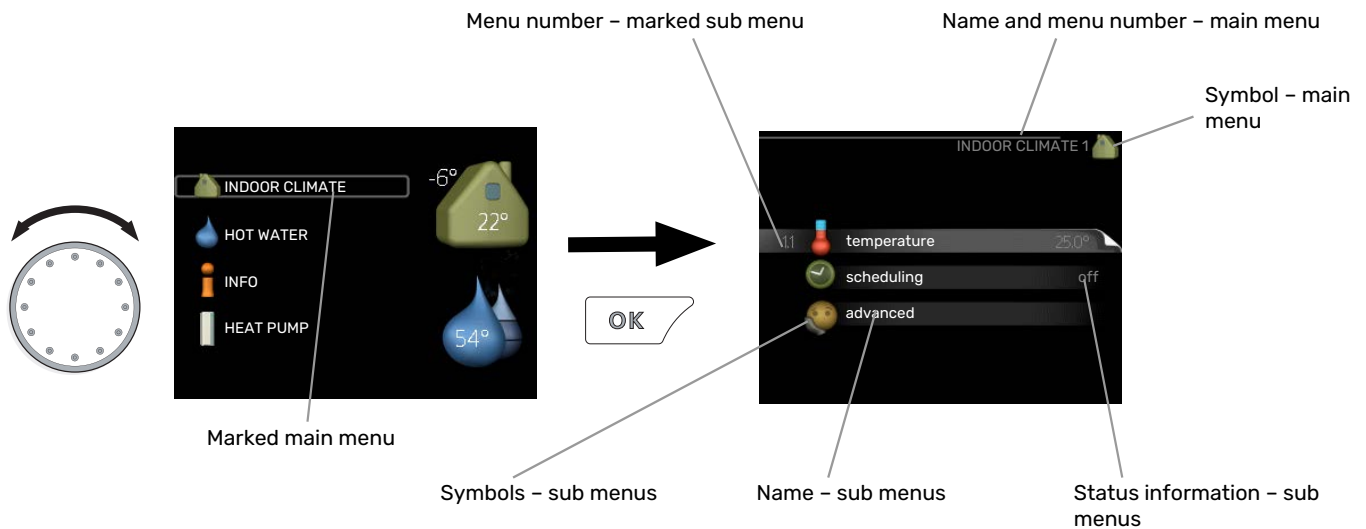 Menu number – marked sub menu
Name and menu number – main menu
Symbol – main
menu
INDOOR CLIMATE
-6°
22°
HOT WATER
INFO
HEAT PUMP
54°
OK
INDOOR CLIMATE 1
1.1
temperature
25.0°
scheduling
off
advanced
Marked main menu
Symbols – sub menus
Name – sub menus
Status information – sub
menus